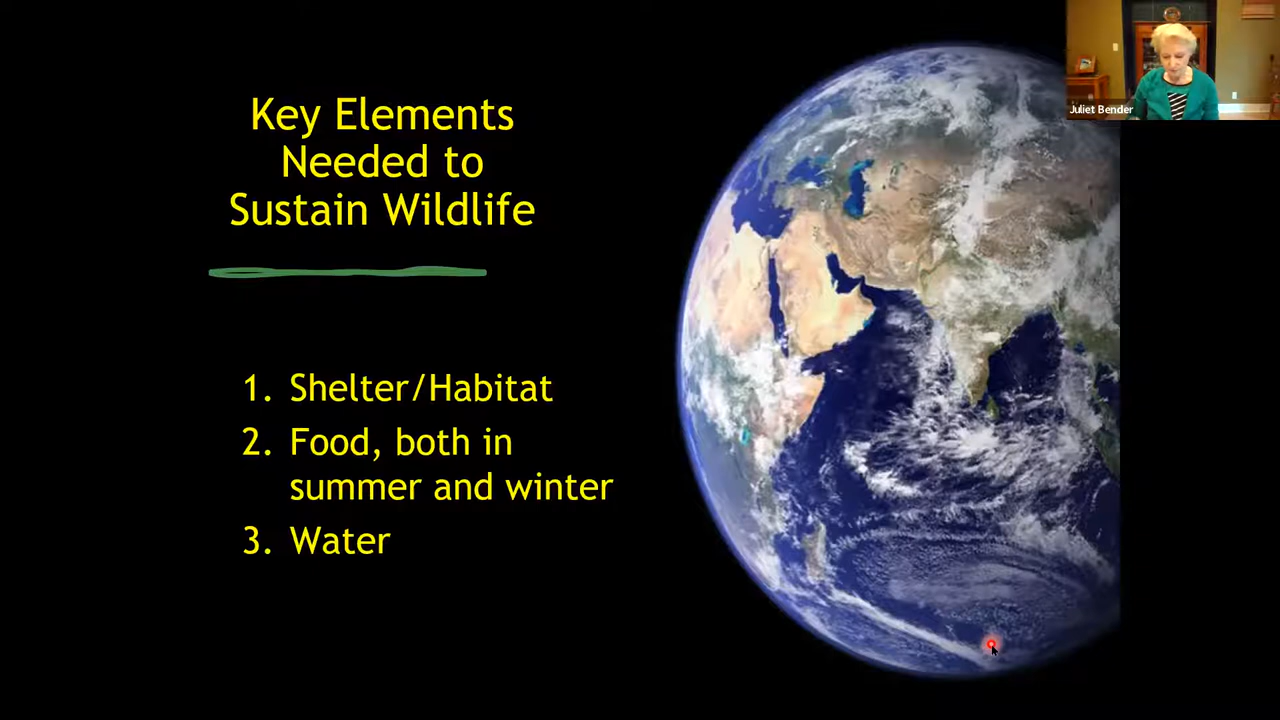 Key Elements
Needed to
Sustain Wildlife
1. Shelter/Habitat
2. Food, both in
summer and winter
3. Water
Juliet Bender